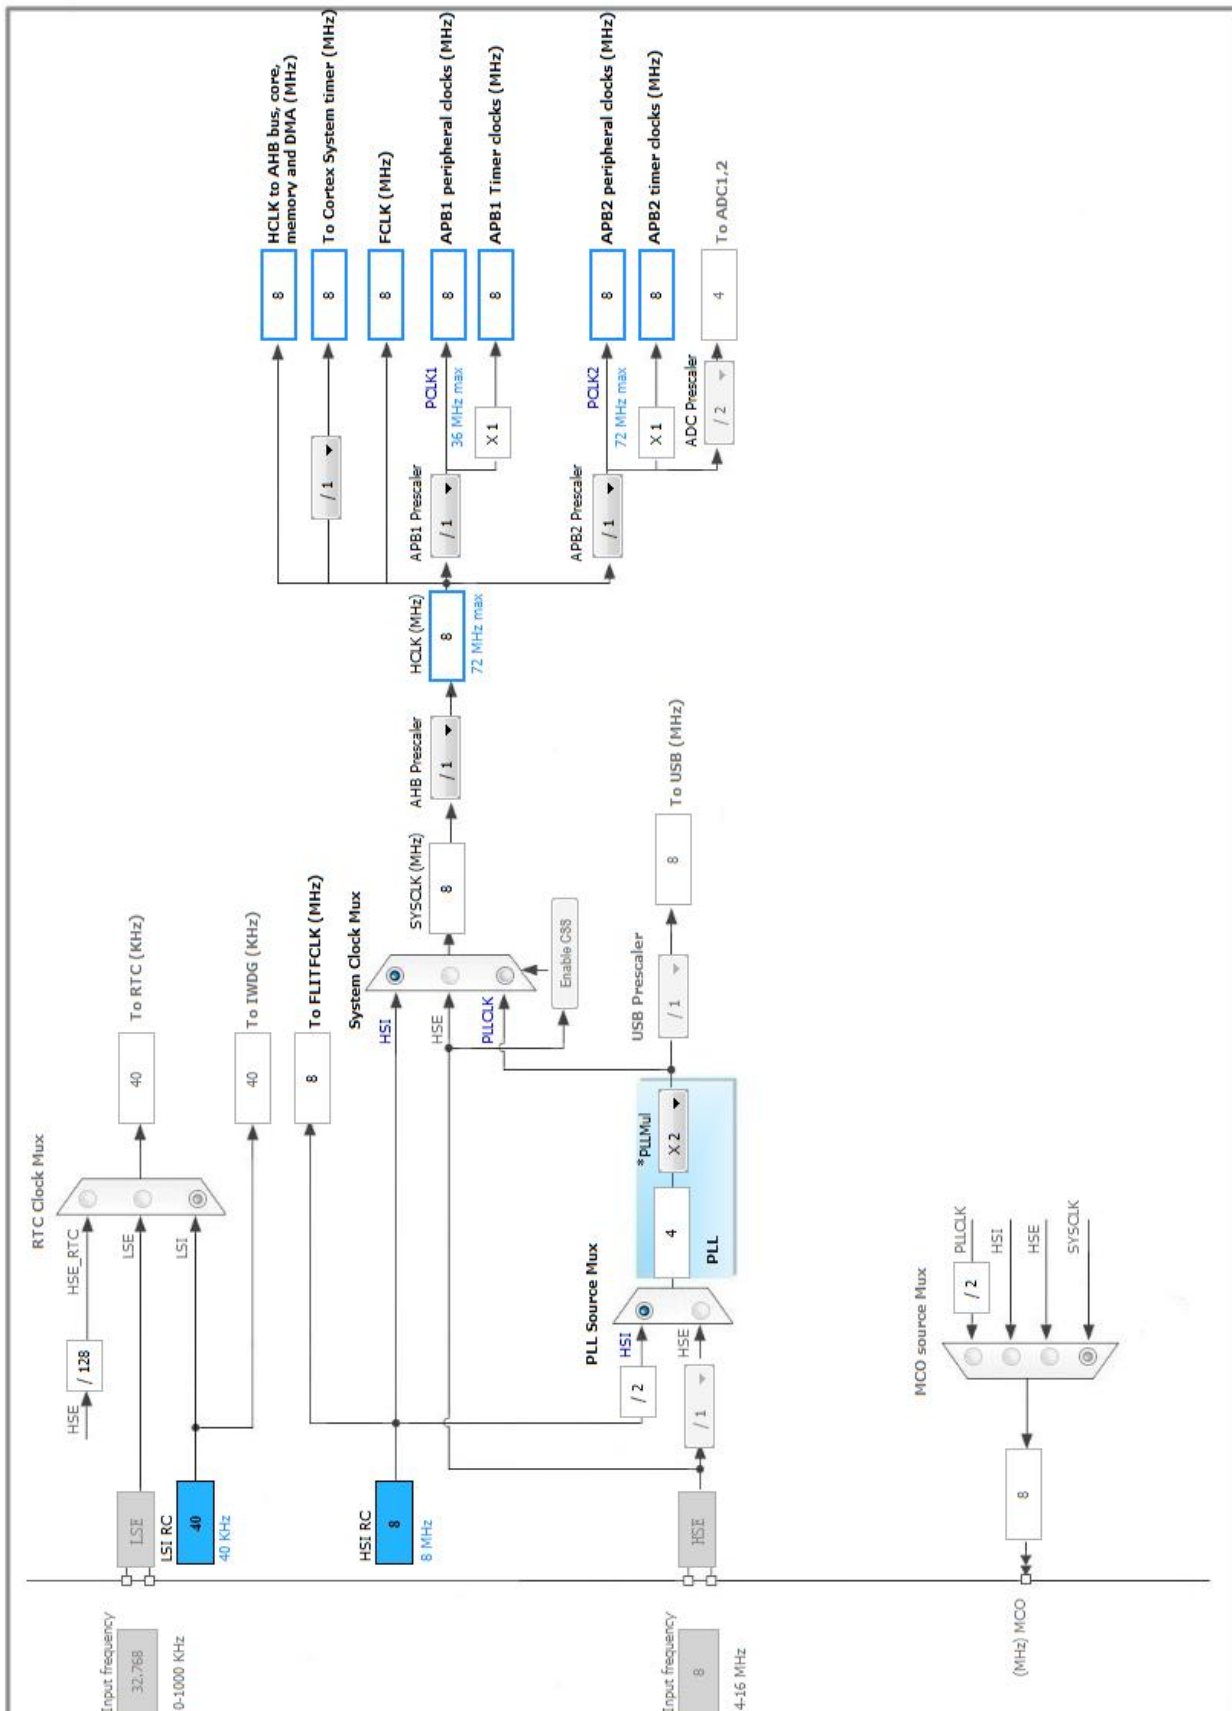 Input frequency
32.768
0-1000 KHz
LSE
LSI RC
40
40 KHz
HSE
/ 128
HSE_RTC
LSE
LSI
RTC Clock Mux
40
To RTC (KHz)
40
To IWDG (KHz)
HSI RC
8
8 MHz
8
To FLITFCLK (MHz)
System Clock Mux
HSI
HSE
PLLCLK
Enable CSS
SYSCLK (MHz)
8
AHB Prescaler
/ 1
HCLK (MHz)
8
72 MHz max
8
HCLK to AHB bus, core,
memory and DMA (MHz)
/ 1
8
To Cortex System timer (MHz)
8
FCLK (MHz)
APB1 Prescaler
/ 1
PCLK1
36 MHz max
8
APB1 peripheral clocks (MHz)
X 1
8
APB1 Timer clocks (MHz)
APB2 Prescaler
/ 1
PCLK2
72 MHz max
8
APB2 peripheral clocks (MHz)
X 1
8
APB2 timer clocks (MHz)
ADC Prescaler
/ 2
4
To ADC1,2
Input frequency
8
4-16 MHz
HSE
/ 2
/ 1
PLL Source Mux
HSI
HSE
4
*PLLMul
X 2
PLL
USB Prescaler
/ 1
8
To USB (MHz)
(MHz) MCO
8
MCO source Mux
/ 2
PLLCLK
HSI
HSE
SYSCLK